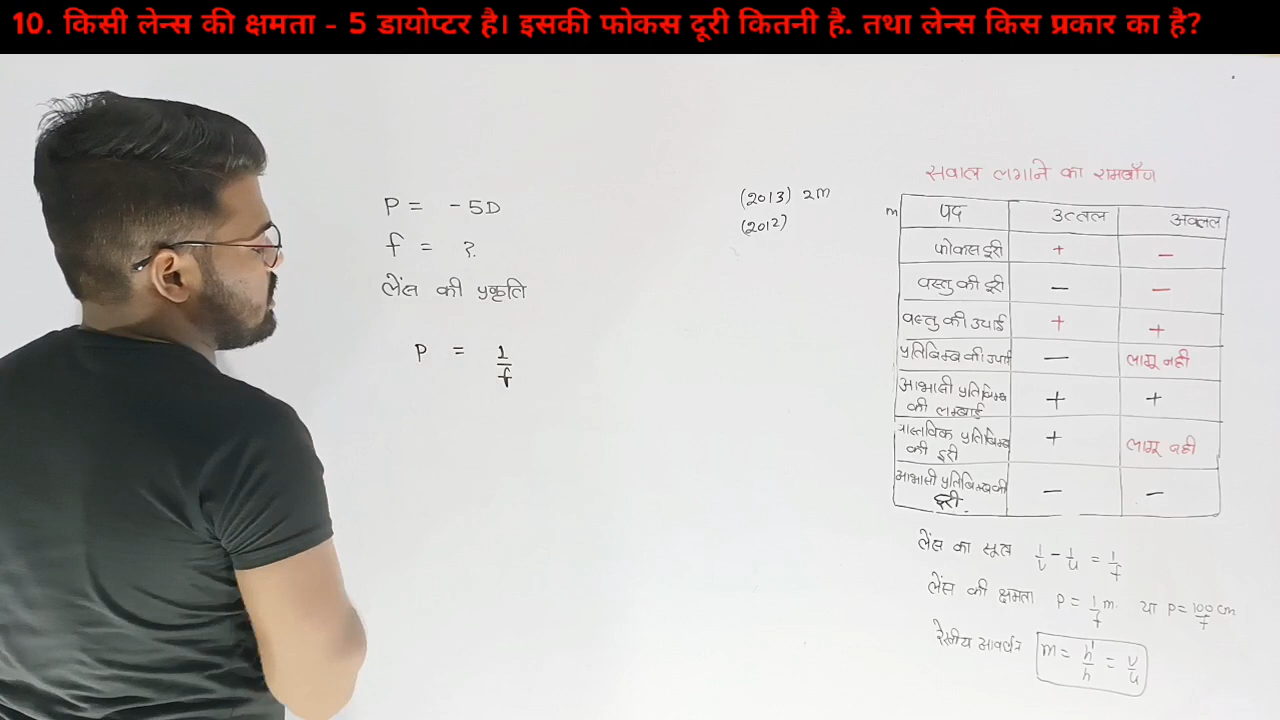 10. किसी लेन्स की क्षमता - 5 डायोप्टर है। इसकी फोकस दूरी कितनी है. तथा लेन्स किस प्रकार का है?
P = - 5D
f = ?
लेंस की प्रकृति
P = 1/f
(2013) 2m
(2012)
सवाल लगाने का रामबाँण
m
पद उत्तल अवतल
फोकस दूरी + -
वस्तु की दूरी - -
वस्तु की उचाई + +
प्रतिबिम्ब की उचाई - लागू नही
आभासी प्रतिबिम्ब की लम्बाई + +
वास्तविक प्रतिबिम्ब की दूरी + लागू नही
आभासी प्रतिबिम्ब की दूरी - -
लेंस का सूत्र 1/v - 1/u = 1/f
लेंस की क्षमता P = 1/f m. या P = 100/f cm
रेखीय आवर्धन m = h'/h = v/u